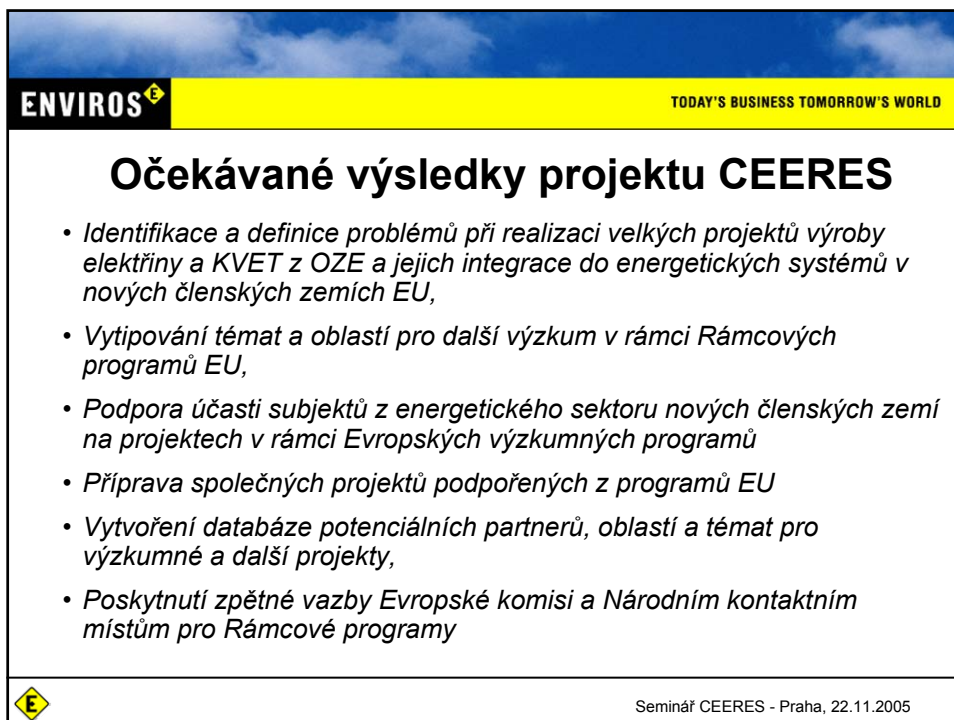 ENVIROS E
TODAY'S BUSINESS TOMORROW'S WORLD
Očekávané výsledky projektu CEERES
• Identifikace a definice problémů při realizaci velkých projektů výroby
elektřiny a KVET z OZE a jejich integrace do energetických systémů v
nových členských zemích EU,
• Vytipování témat a oblastí pro další výzkum v rámci Rámcových
programů EU,
• Podpora účasti subjektů z energetického sektoru nových členských zemí
na projektech v rámci Evropských výzkumných programů
• Příprava společných projektů podpořených z programů EU
• Vytvoření databáze potenciálních partnerů, oblastí a témat pro
výzkumné a další projekty,
• Poskytnutí zpětné vazby Evropské komisi a Národním kontaktním
místům pro Rámcové programy
E
Seminář CEERES - Praha, 22.11.2005